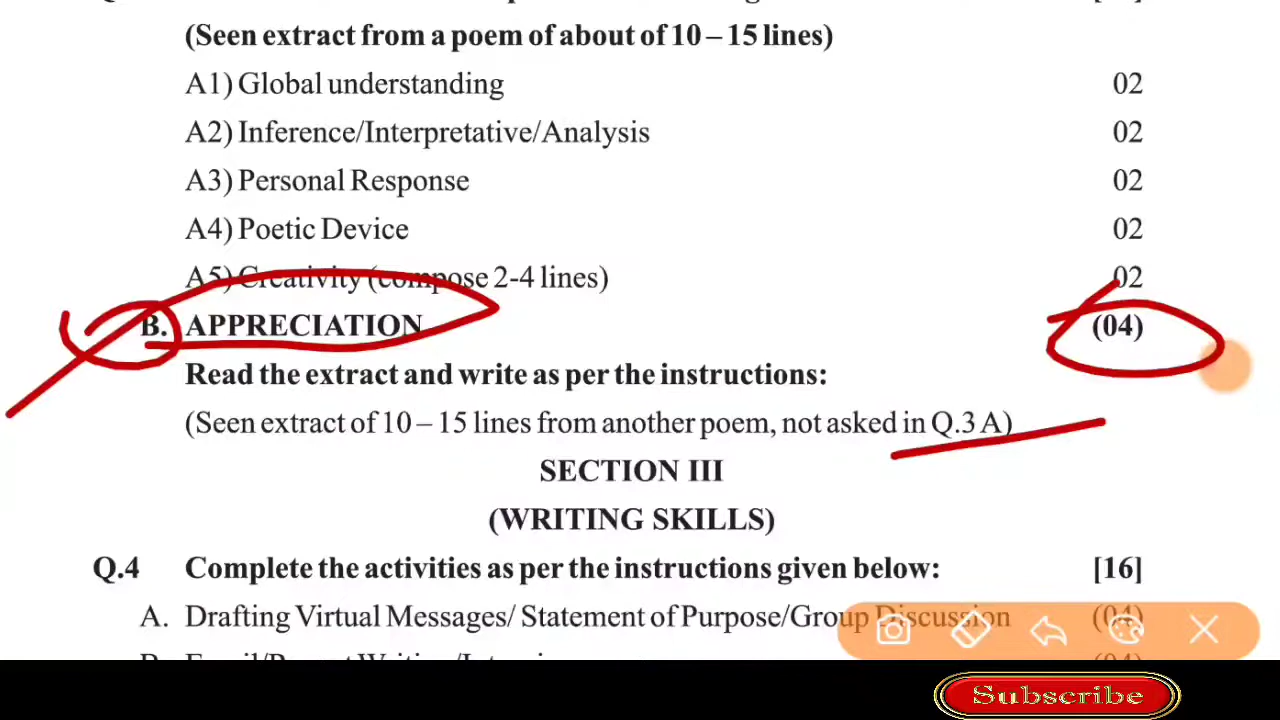 (Seen extract from a poem of about of 10 – 15 lines)
A1) Global understanding 02
A2) Inference/Interpretative/Analysis 02
A3) Personal Response 02
A4) Poetic Device 02
A5) Creativity (compose 2-4 lines) 02
B. APPRECIATION (04)
Read the extract and write as per the instructions:
(Seen extract of 10 – 15 lines from another poem, not asked in Q.3 A)
SECTION III
(WRITING SKILLS)
Q.4 Complete the activities as per the instructions given below: [16]
A. Drafting Virtual Messages/ Statement of Purpose/Group Discussion (04)
Subscribe